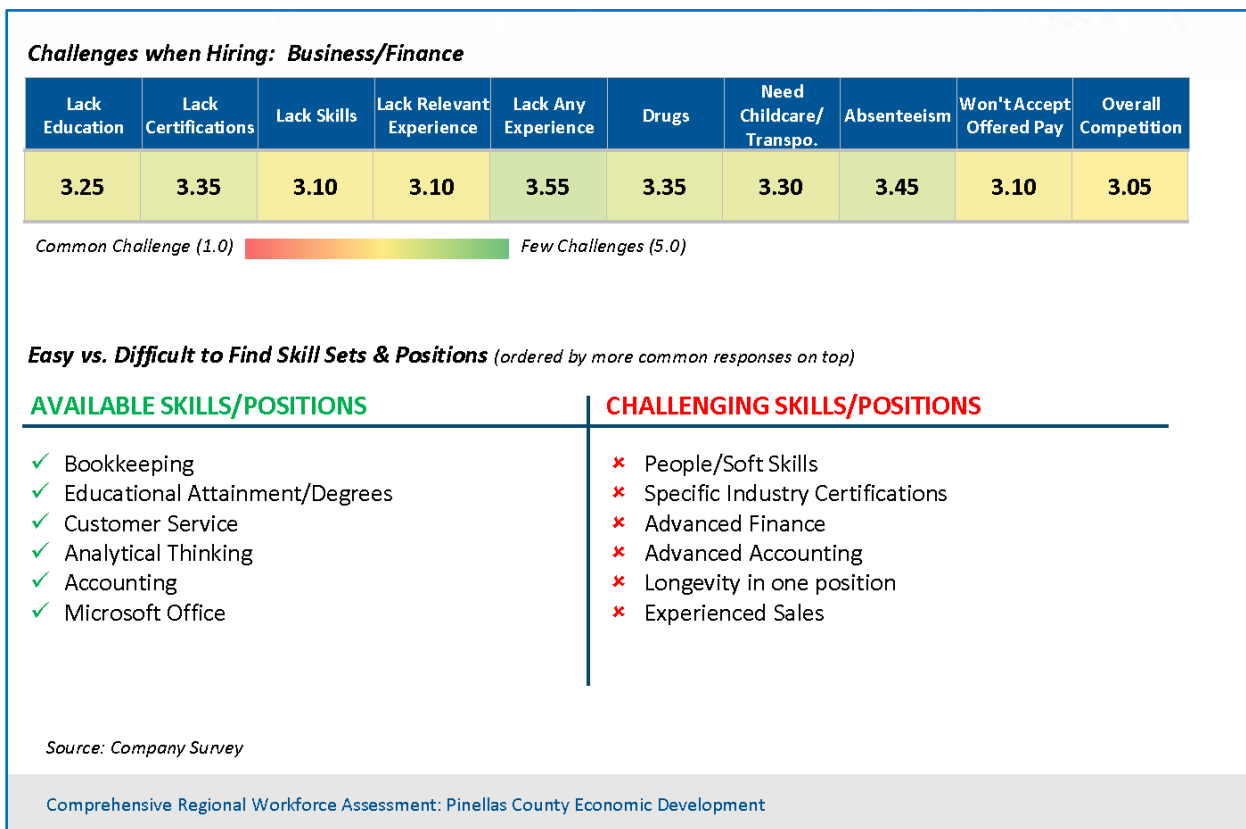 Challenges when Hiring: Business/Finance
Lack Education
Lack Certifications
Lack Skills
Lack Relevant Experience
Lack Any Experience
Drugs
Need Childcare/ Transpo.
Absenteeism
Won't Accept Offered Pay
Overall Competition
3.25 3.35 3.10 3.10 3.55 3.35 3.30 3.45 3.10 3.05
Common Challenge (1.0) Few Challenges (5.0)
Easy vs. Difficult to Find Skill Sets & Positions (ordered by more common responses on top)
AVAILABLE SKILLS/POSITIONS
✓ Bookkeeping
✓ Educational Attainment/Degrees
✓ Customer Service
✓ Analytical Thinking
✓ Accounting
✓ Microsoft Office
CHALLENGING SKILLS/POSITIONS
× People/Soft Skills
× Specific Industry Certifications
× Advanced Finance
× Advanced Accounting
× Longevity in one position
× Experienced Sales
Source: Company Survey
Comprehensive Regional Workforce Assessment: Pinellas County Economic Development